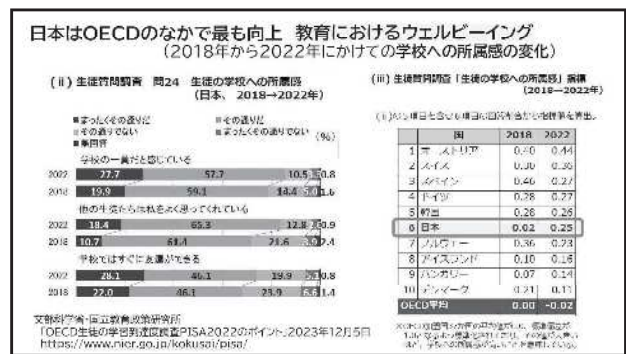 日本はOECDのなかで最も向上 教育におけるウェルビーイング
(2018年から2022年にかけての学校への所属感の変化)
(ⅱ) 生徒質問調査 問24 生徒の学校への所属感
(日本、2018→2022年)
■まったくその通りだ ■その通りだ
■その通りでない ■まったくその通りでない (%)
■無回答
学校の一員だと感じている
2022 27.7 57.7 10.5 0.8
2018 19.9 59.1 14.4 5.0 1.6
他の生徒たちは私をよく思ってくれている
2022 18.4 65.3 12.8 0.9
2018 10.7 61.4 21.6 3.9 2.4
学校ではすぐに友達ができる
2022 28.1 46.1 19.9 0.8
2018 22.0 46.1 23.9 6.6 1.4
文部科学省・国立教育政策研究所
「OECD生徒の学習到達度調査PISA2022のポイント」2023年12月5日
https://www.nier.go.jp/kokusai/pisa/
(ⅲ) 生徒質問調査「生徒の学校への所属感」指標
(2018―2022年)
国 2018 2022
1 オーストリア 0.40 0.44
2 スイス
3 スペイン 0.46 0.27
4 ドイツ 0.28 0.27
5 韓国 0.28 0.26
6 日本 0.02 0.25
7 ノルウェー 0.36 0.23
8 アイスランド 0.10 0.16
9 ハンガリー 0.07 0.14
10 デンマーク 0.21 0.11
OECD平均 0.00 -0.02